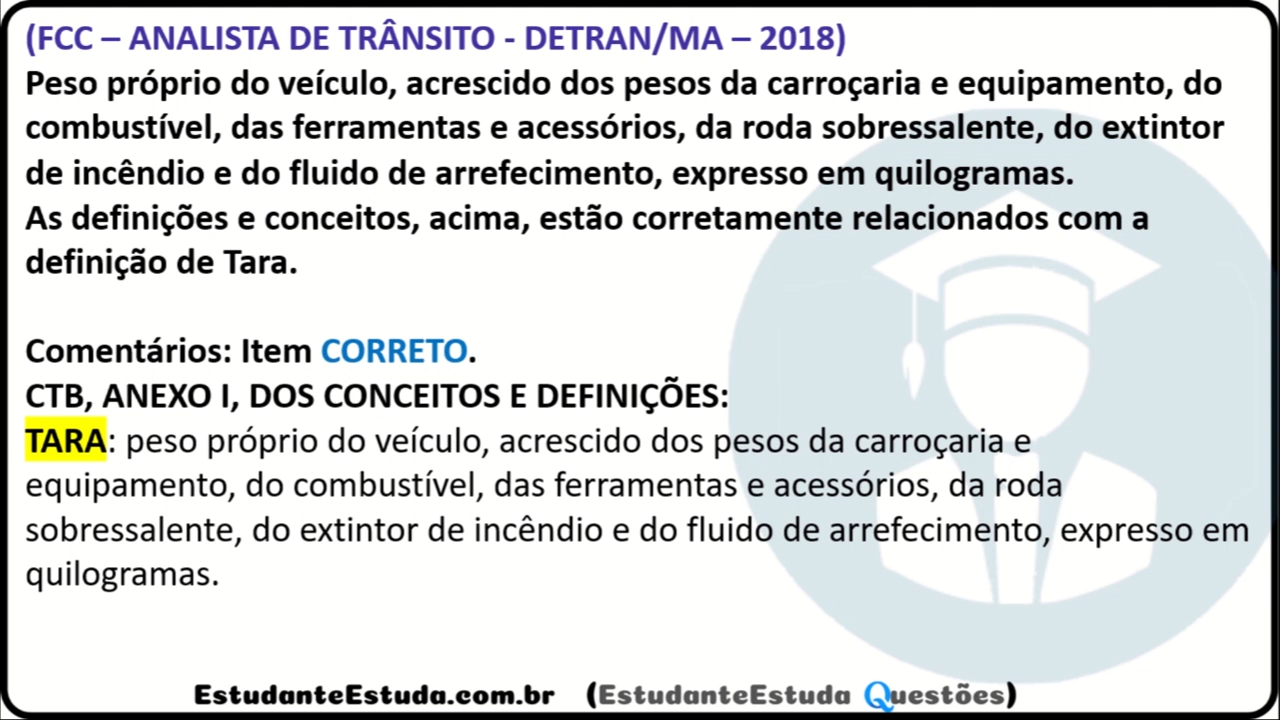 (FCC – ANALISTA DE TRÂNSITO - DETRAN/MA – 2018)
Peso próprio do veículo, acrescido dos pesos da carroçaria e equipamento, do
combustível, das ferramentas e acessórios, da roda sobressalente, do extintor
de incêndio e do fluido de arrefecimento, expresso em quilogramas.
As definições e conceitos, acima, estão corretamente relacionados com a
definição de Tara.
Comentários: Item CORRETO.
CTB, ANEXO I, DOS CONCEITOS E DEFINIÇÕES:
TARA: peso próprio do veículo, acrescido dos pesos da carroçaria e
equipamento, do combustível, das ferramentas e acessórios, da roda
sobressalente, do extintor de incêndio e do fluido de arrefecimento, expresso em
quilogramas.
EstudanteEstuda.com.br (EstudanteEstuda Questões)